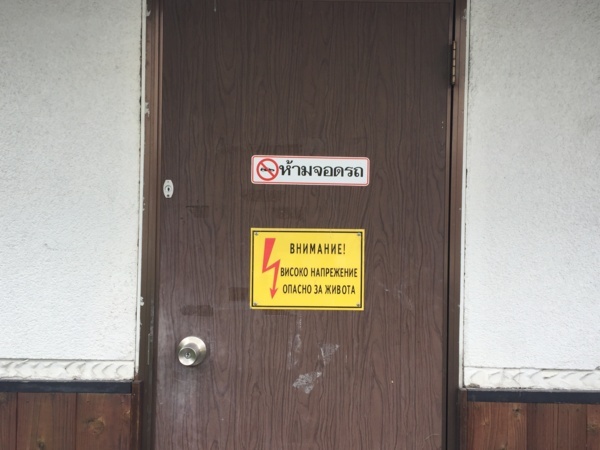 ห้ามจอดรถ
ВНИМАНИЕ!
ВИСОКО НАПРЕЖЕНИЕ
ОПАСНО ЗА ЖИВОТА